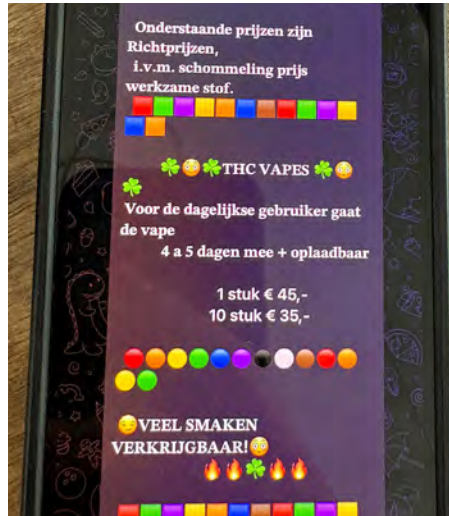 Onderstaande prijzen zijn
Richtprijzen,
i.v.m. schommeling prijs
werkzame stof.
THC VAPES
Voor de dagelijkse gebruiker gaat
de vape
4 a 5 dagen mee + oplaadbaar
1 stuk € 45,-
10 stuk € 35,-
VEEL SMAKEN
VERKRIJGBAAR!